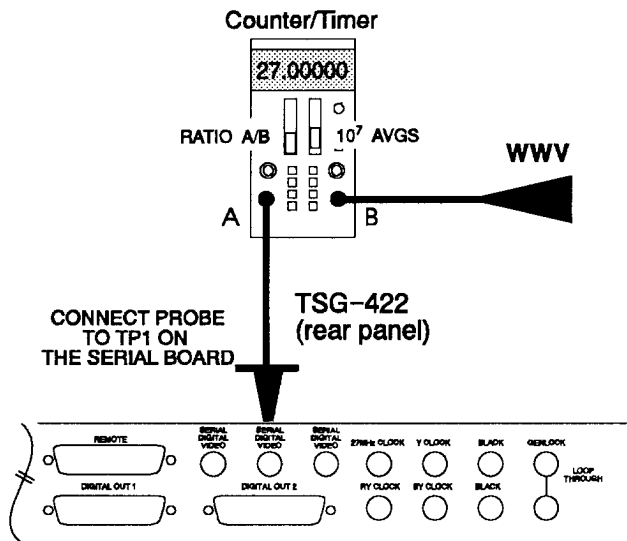 Counter/Timer
27.00000
RATIO A/B
10⁷ AVGS
WWV
A
B
CONNECT PROBE
TO TP1 ON
THE SERIAL BOARD
TSG-422
(rear panel)
REMOTE
SERIAL
DIGITAL
VIDEO
SERIAL
DIGITAL
VIDEO
SERIAL
DIGITAL
VIDEO
27MHz CLOCK
Y CLOCK
BLACK
GENLOCK
LOOP
THROUGH
DIGITAL OUT 1
DIGITAL OUT 2
RY CLOCK
BY CLOCK
BLACK